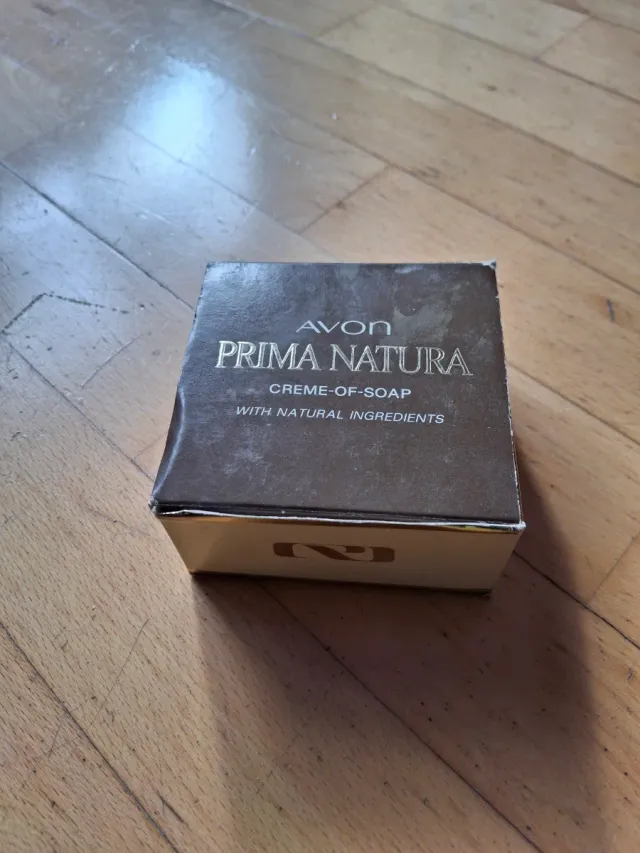 AVON
PRIMA NATURA
CREME-OF-SOAP
WITH NATURAL INGREDIENTS